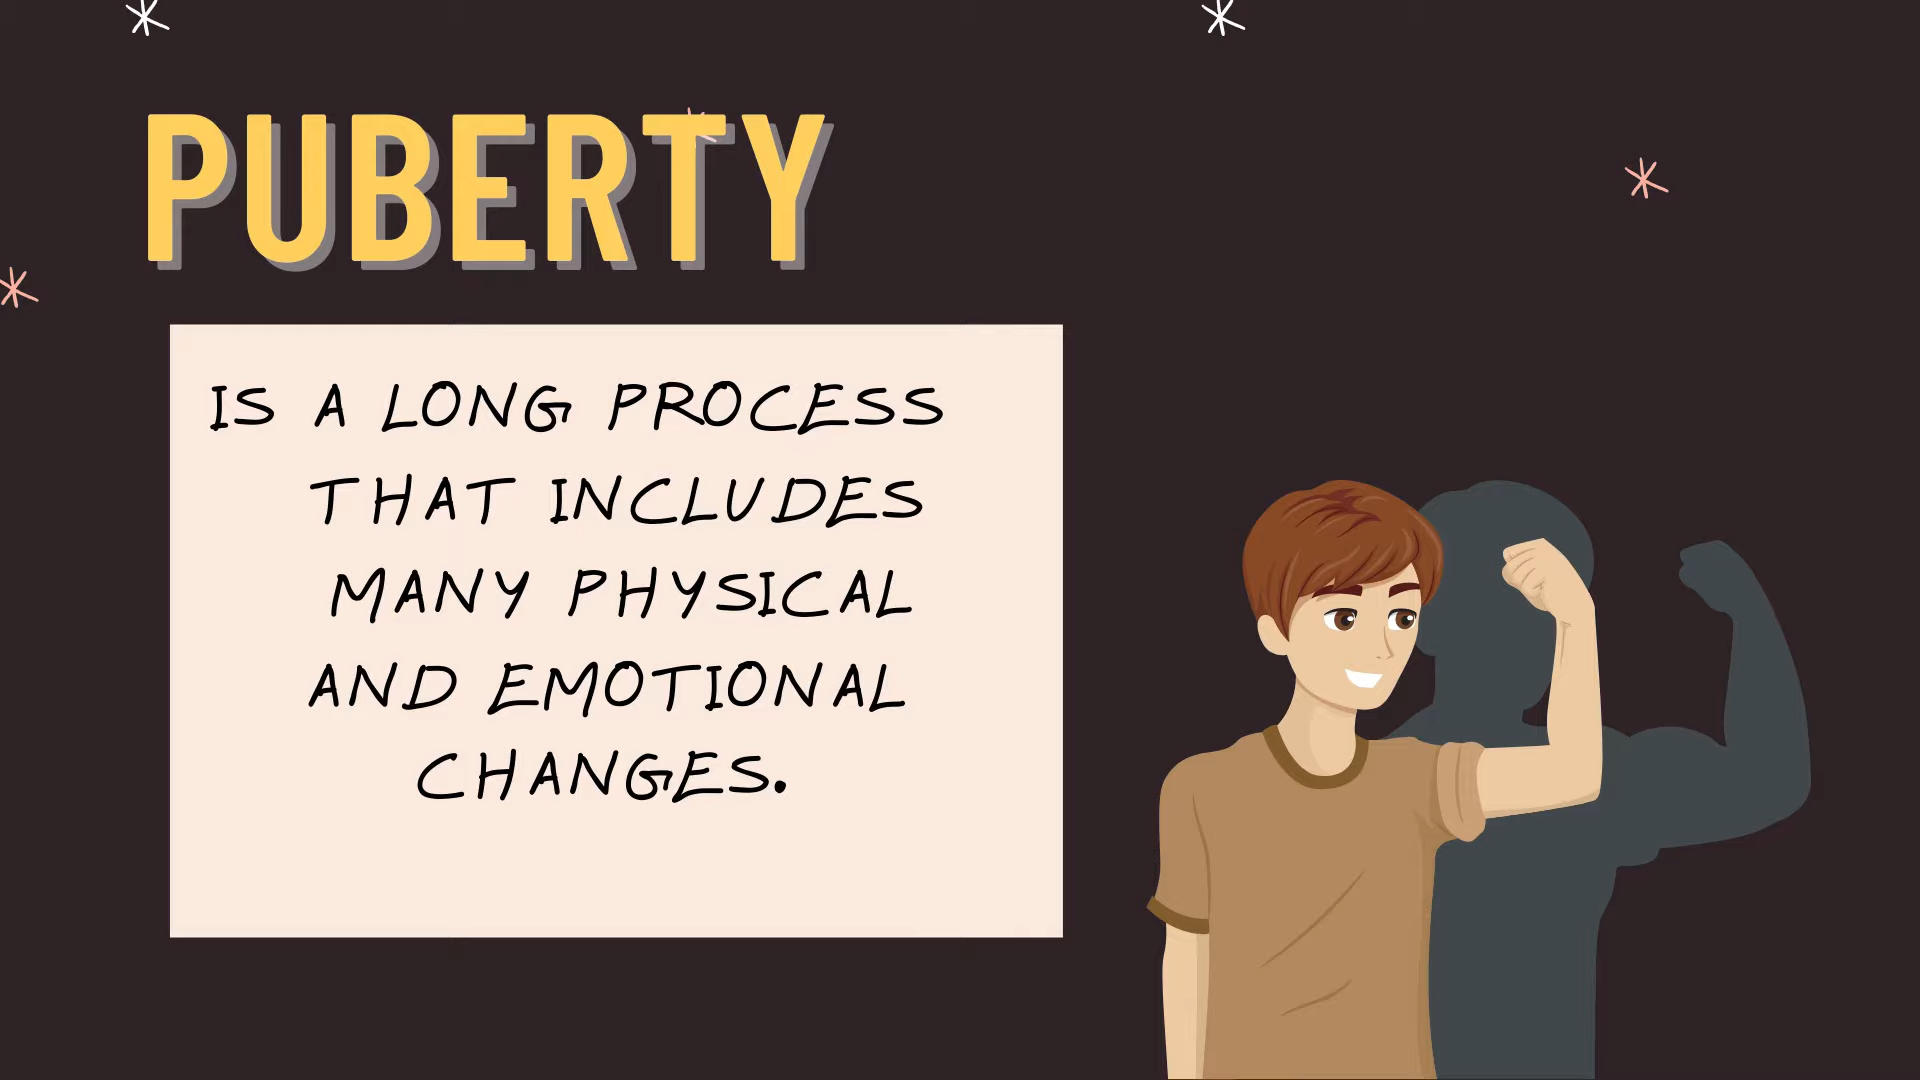 PUBERTY
IS A LONG PROCESS
THAT INCLUDES
MANY PHYSICAL
AND EMOTIONAL
CHANGES.